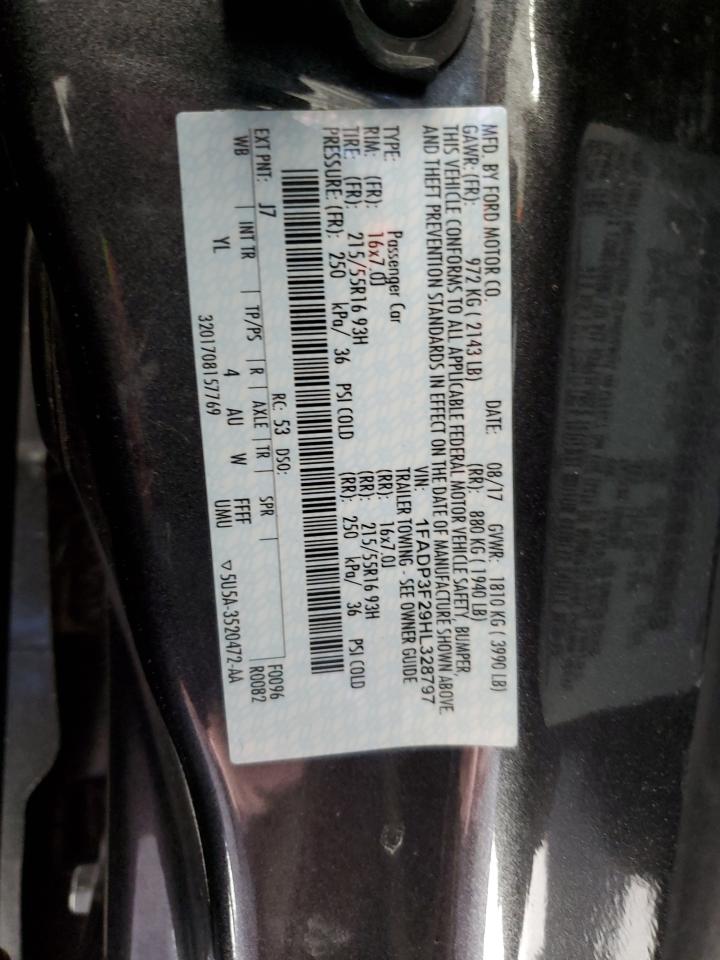 MFD. BY FORD MOTOR CO. DATE: 08/17 GVWR: 1810 KG ( 3990 LB)
GAWR: (FR): 972 KG ( 2143 LB) (RR): 880 KG ( 1940 LB)
THIS VEHICLE CONFORMS TO ALL APPLICABLE FEDERAL MOTOR VEHICLE SAFETY, BUMPER,
AND THEFT PREVENTION STANDARDS IN EFFECT ON THE DATE OF MANUFACTURE SHOWN ABOVE.
VIN: 1FADP3F29HL328797
TYPE: Passenger Car TRAILER TOWING - SEE OWNER GUIDE
RIM: (FR): 16x7.0J (RR): 16x7.0J
TIRE: (FR): 215/55R16 93H (RR): 215/55R16 93H
PRESSURE: (FR): 250 kPa/ 36 PSI COLD (RR): 250 kPa/ 36 PSI COLD
RC: 53 DSO: F0096
EXT PNT: J7 R0082
WB INT TR TP/PS R AXLE TR SPR
YL 4 AU W FFFF
3201708157769 UMU ▽5U5A-3520472-AA